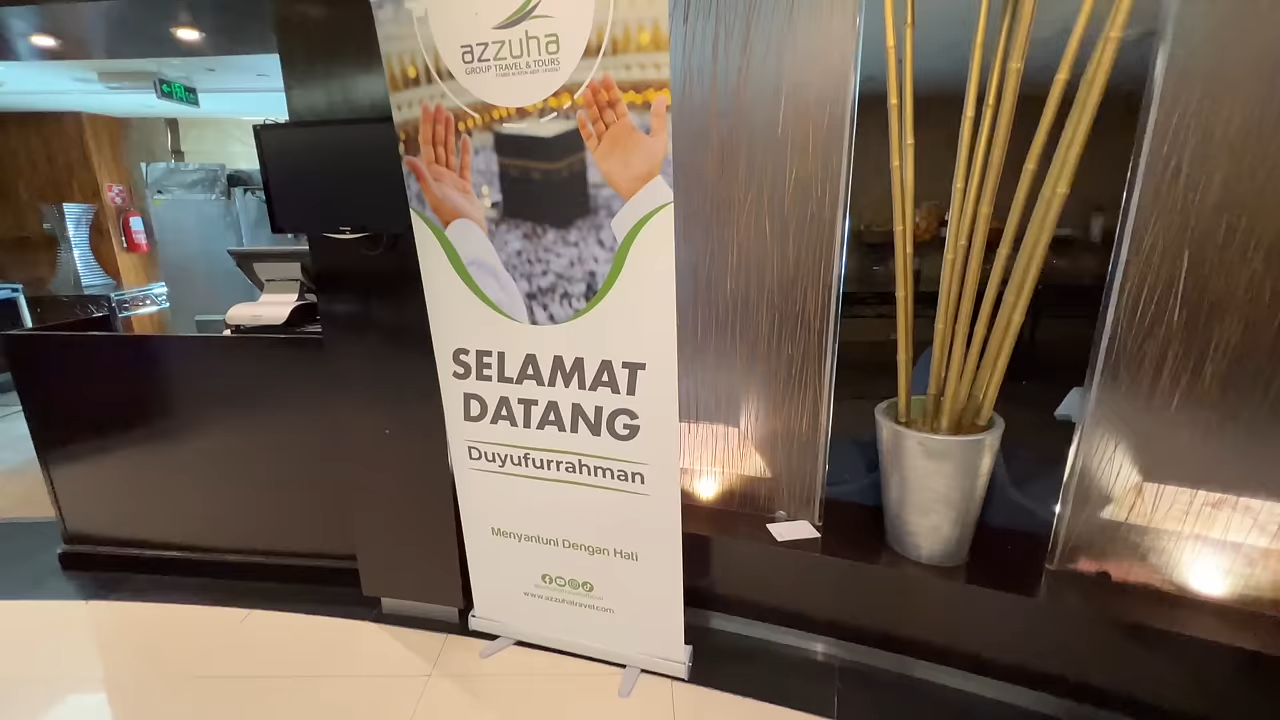 azzuha
GROUP TRAVEL & TOURS
SELAMAT
DATANG
Duyufurrahman
Menyantuni Dengan Hati
www.azzuhatravel.com